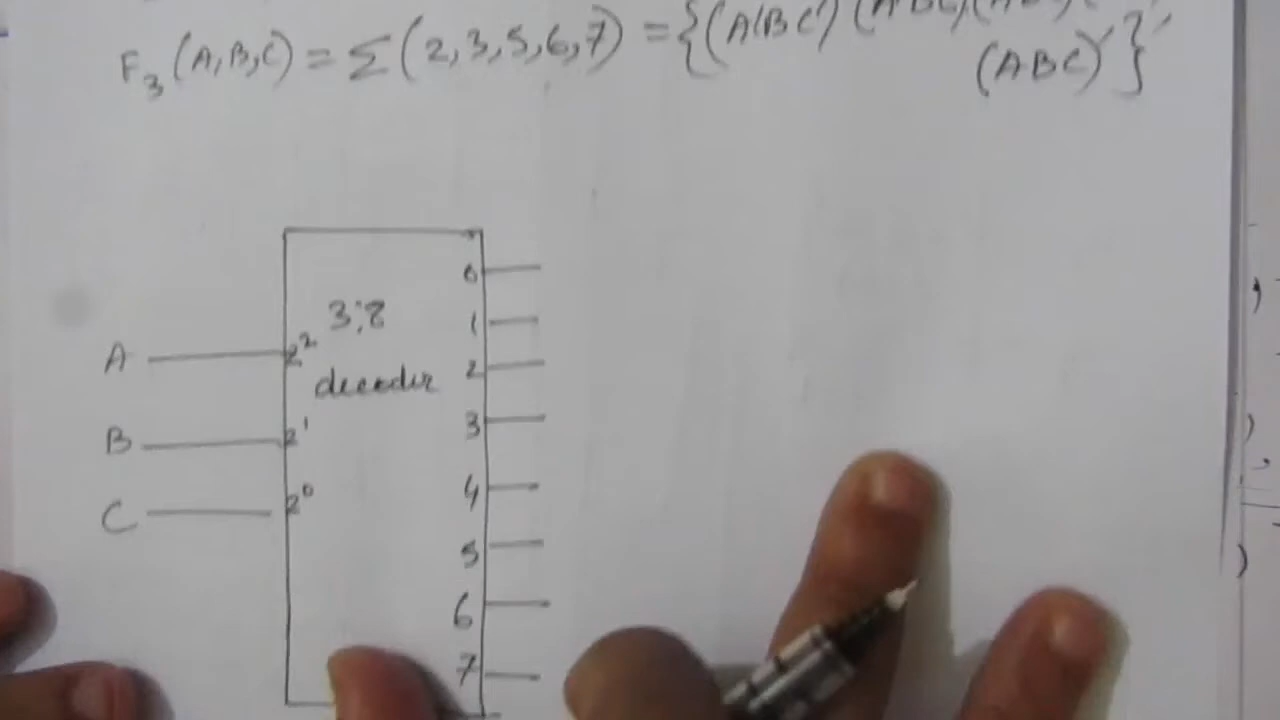 F₃ (A,B,C) = Σ (2,3,5,6,7) = {(A'BC')'
(ABC)'}'
0
3:8
1
A 2² decoder 2
B 2¹ 3
C 2⁰ 4
5
6
7